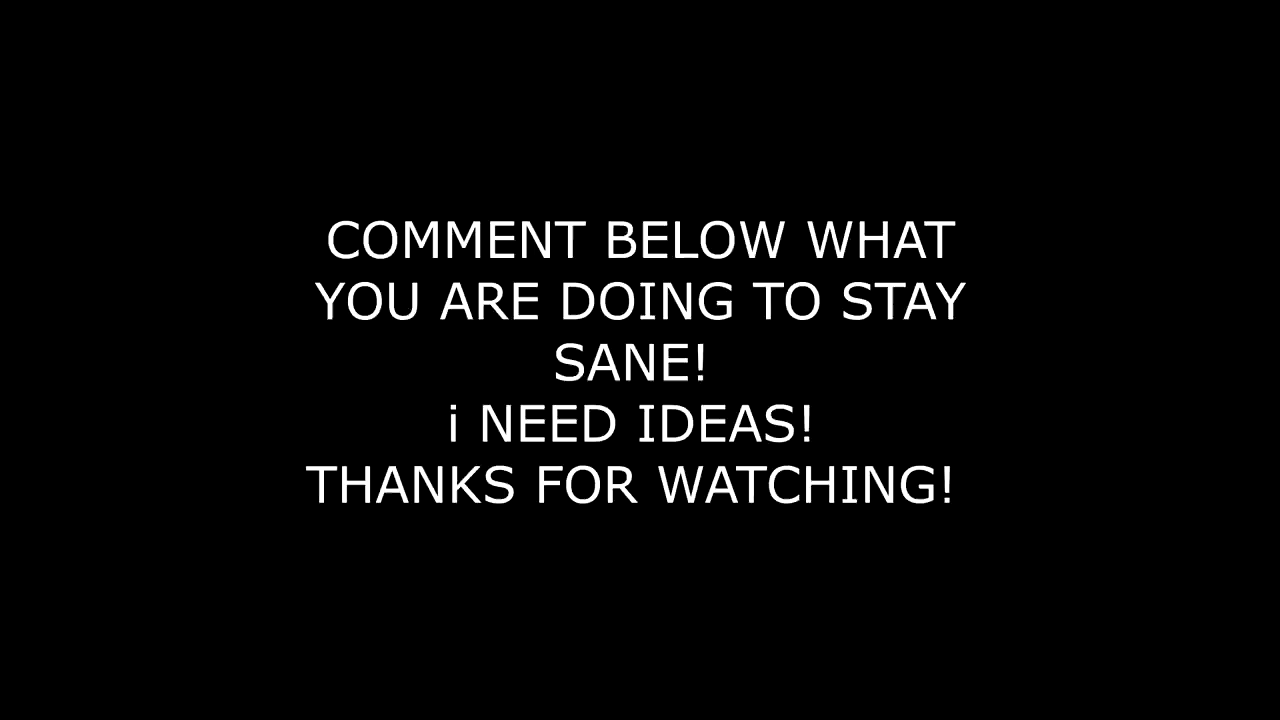 COMMENT BELOW WHAT
YOU ARE DOING TO STAY
SANE!
i NEED IDEAS!
THANKS FOR WATCHING!